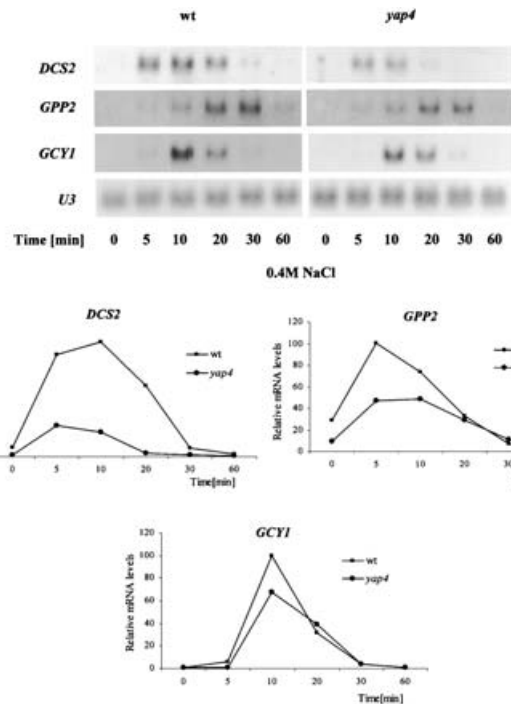 wt yap4
DCS2
GPP2
GCY1
U3
Time [min] 0 5 10 20 30 60 0 5 10 20 30 60
0.4M NaCl
DCS2
wt
yap4
0 5 10 20 30 60
Time[min]
GPP2
Relative mRNA levels
120
100
80
60
40
20
0
0 5 10 20 30
GCY1
Relative mRNA levels
120
100
80
60
40
20
0
wt
yap4
0 5 10 20 30 60
Time[min]